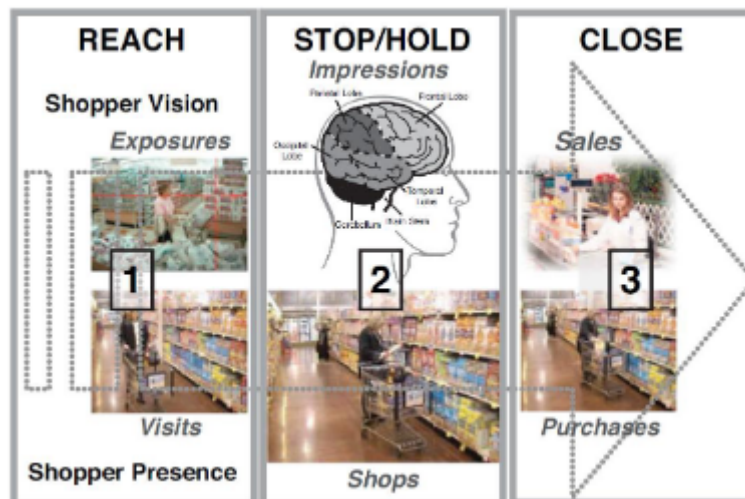 REACH
Shopper Vision
Exposures
1
Visits
Shopper Presence
STOP/HOLD
Impressions
Parietal Lobe
Frontal Lobe
Occipital
Lobe
Temporal
Lobe
Brain Stem
Cerebellum
2
Shops
CLOSE
Sales
3
Purchases